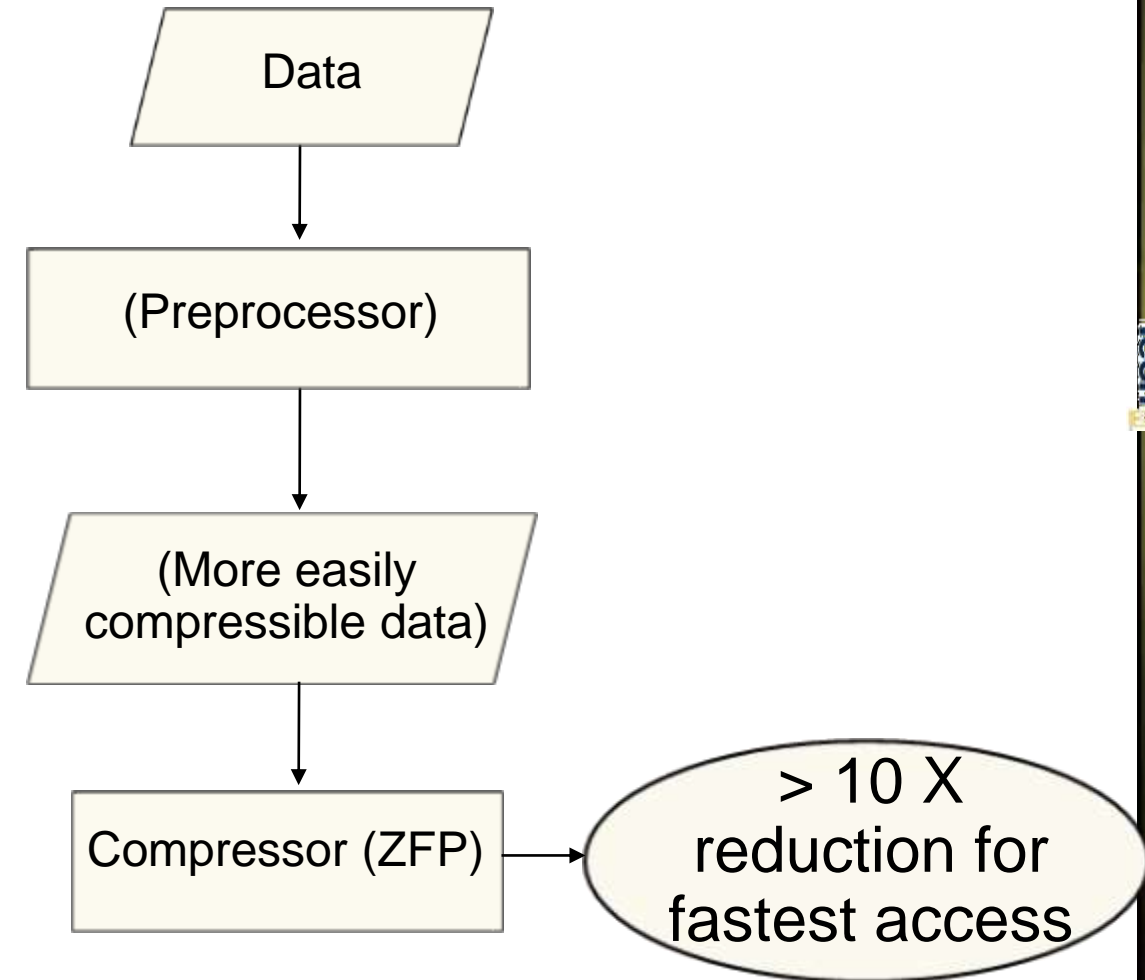 Data
(Preprocessor)
(More easily
compressible data)
Compressor (ZFP)
> 10 X
reduction for
fastest access